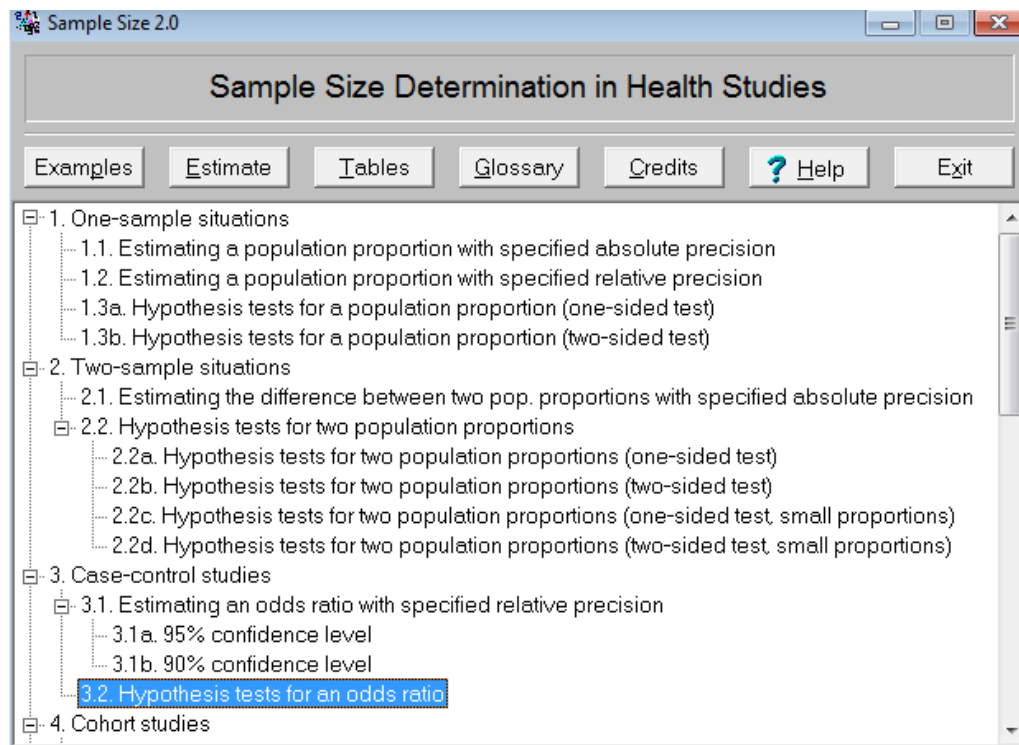 Sample Size 2.0
Sample Size Determination in Health Studies
Examples Estimate Tables Glossary Credits ? Help Exit
1. One-sample situations
1.1. Estimating a population proportion with specified absolute precision
1.2. Estimating a population proportion with specified relative precision
1.3a. Hypothesis tests for a population proportion (one-sided test)
1.3b. Hypothesis tests for a population proportion (two-sided test)
2. Two-sample situations
2.1. Estimating the difference between two pop. proportions with specified absolute precision
2.2. Hypothesis tests for two population proportions
2.2a. Hypothesis tests for two population proportions (one-sided test)
2.2b. Hypothesis tests for two population proportions (two-sided test)
2.2c. Hypothesis tests for two population proportions (one-sided test, small proportions)
2.2d. Hypothesis tests for two population proportions (two-sided test, small proportions)
3. Case-control studies
3.1. Estimating an odds ratio with specified relative precision
3.1a. 95% confidence level
3.1b. 90% confidence level
3.2. Hypothesis tests for an odds ratio
4. Cohort studies